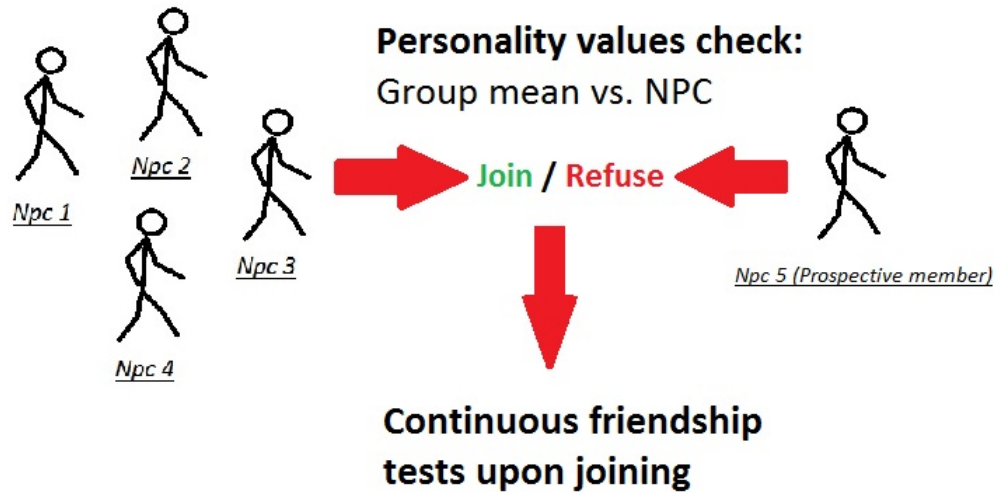 Personality values check:
Group mean vs. NPC
Npc 2
Join / Refuse
Npc 1
Npc 3
Npc 5 (Prospective member)
Npc 4
Continuous friendship
tests upon joining